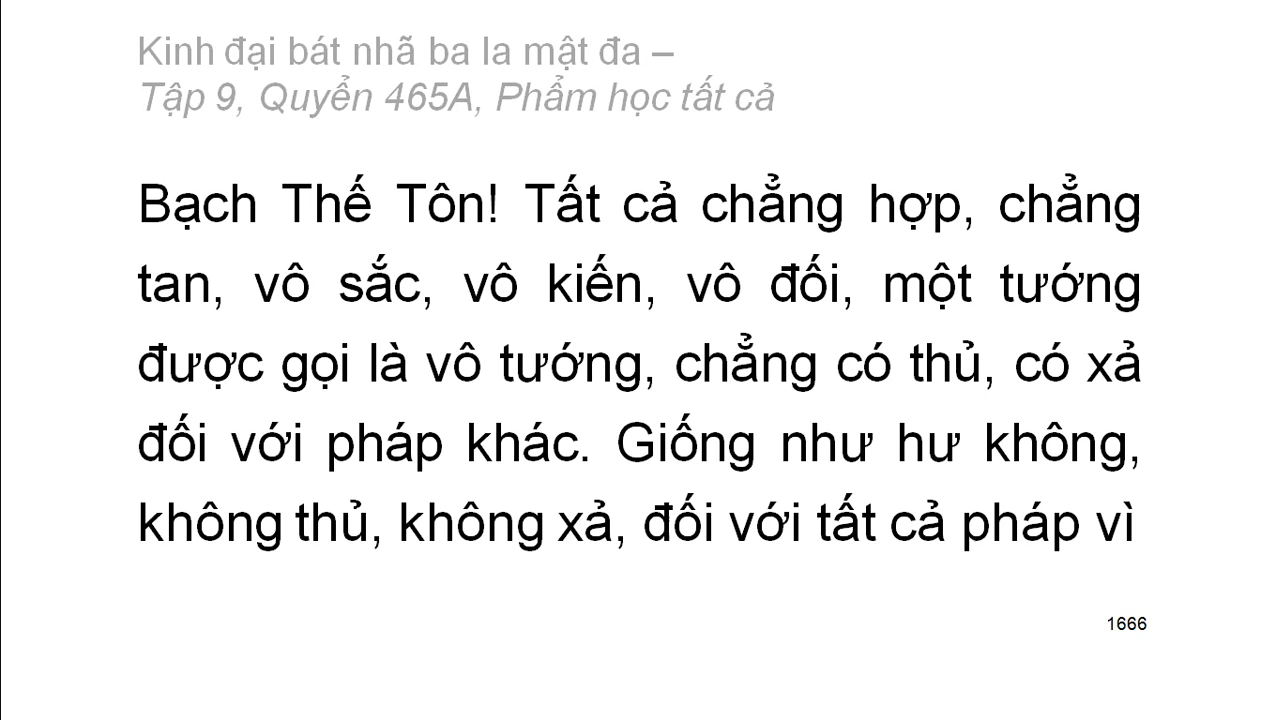 Kinh đại bát nhã ba la mật đa –
Tập 9, Quyển 465A, Phẩm học tất cả
Bạch Thế Tôn! Tất cả chẳng hợp, chẳng
tan, vô sắc, vô kiến, vô đối, một tướng
được gọi là vô tướng, chẳng có thủ, có xả
đối với pháp khác. Giống như hư không,
không thủ, không xả, đối với tất cả pháp vì
1666